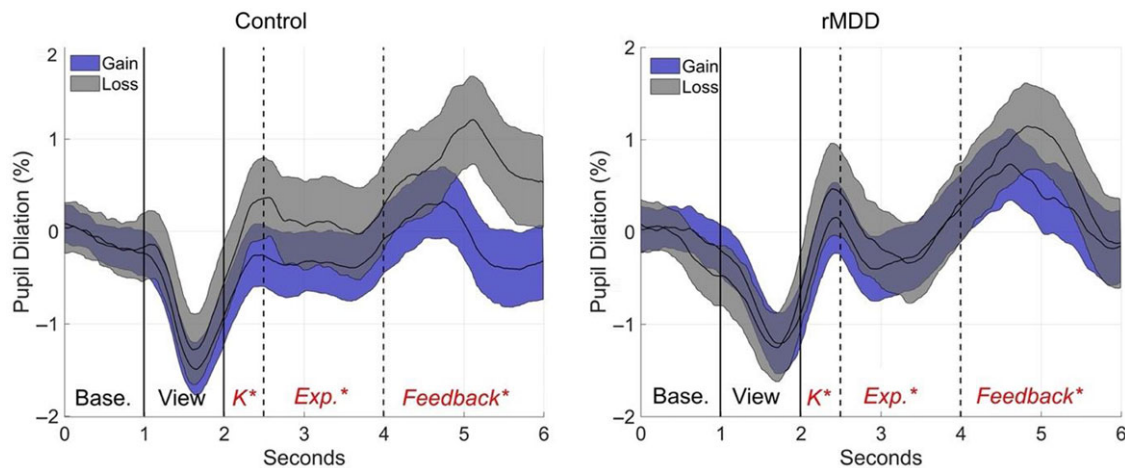 Control
Pupil Dilation (%)
2
1
0
−1
−2
Gain
Loss
Base. View K* Exp.* Feedback*
0 1 2 3 4 5 6
Seconds
rMDD
Pupil Dilation (%)
2
1
0
−1
−2
Gain
Loss
Base. View K* Exp.* Feedback*
0 1 2 3 4 5 6
Seconds